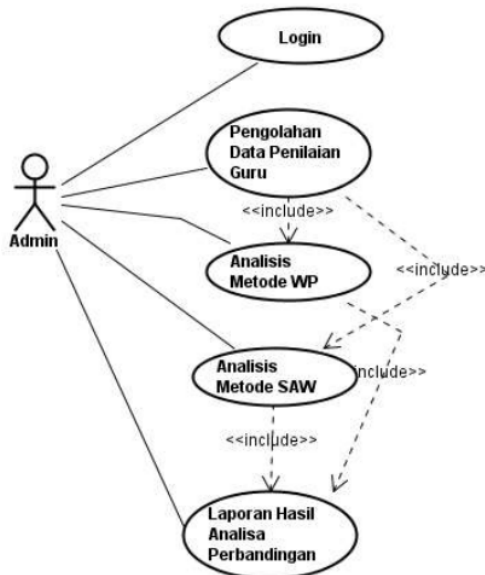 Login
Pengolahan
Data Penilaian
Guru
<<include>>
Admin
Analisis
Metode WP
<<include>>
Analisis
Metode SAW
include>>
<<include>>
Laporan Hasil
Analisa
Perbandingan